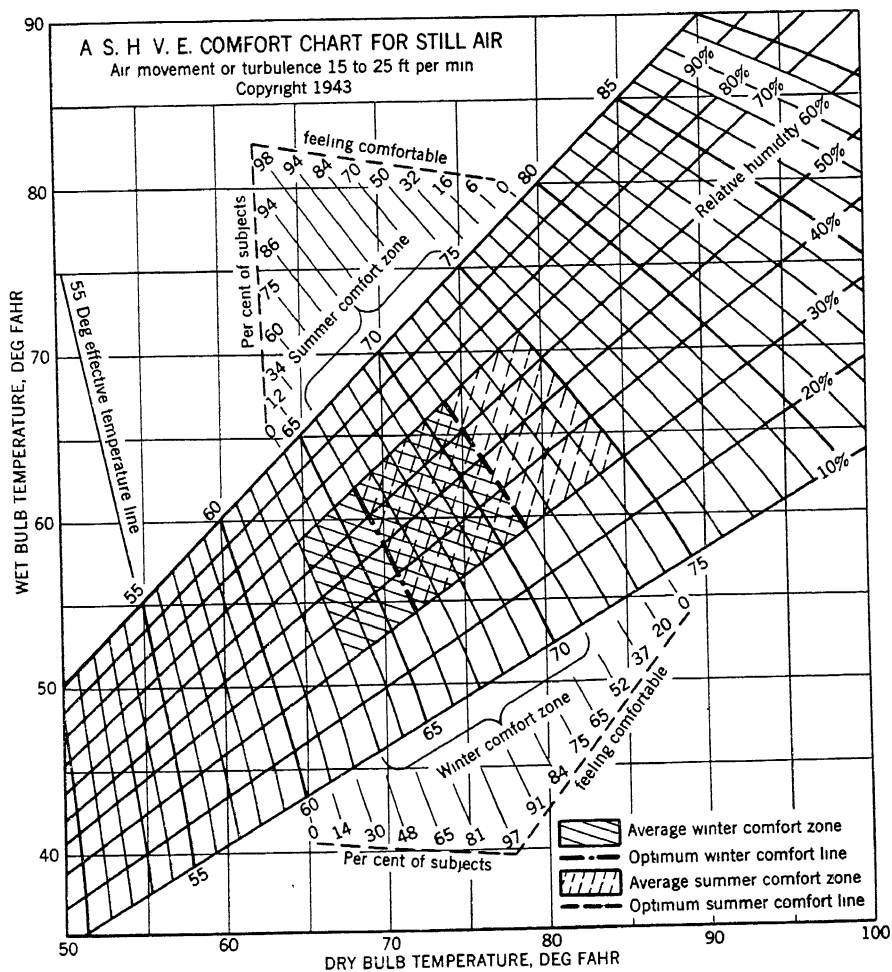 A S. H V. E. COMFORT CHART FOR STILL AIR
Air movement or turbulence 15 to 25 ft per min
Copyright 1943
WET BULB TEMPERATURE, DEG FAHR
90
80
70
60
50
40
55 Deg effective temperature line
feeling comfortable
98 94 84 70 50 32 16 6 0
Per cent of subjects
94
86
75
60
34
12
0
Summer comfort zone
55
60
65
70
75
80
85
90%
80%
70%
60%
50%
40%
30%
20%
10%
Relative humidity
55
60
65
70
75
Winter comfort zone
0 14 30 48 65 81 97
Per cent of subjects
91 84 75 65 52 37 20 0
feeling comfortable
Average winter comfort zone
Optimum winter comfort line
Average summer comfort zone
Optimum summer comfort line
50 60 70 80 90 100
DRY BULB TEMPERATURE, DEG FAHR